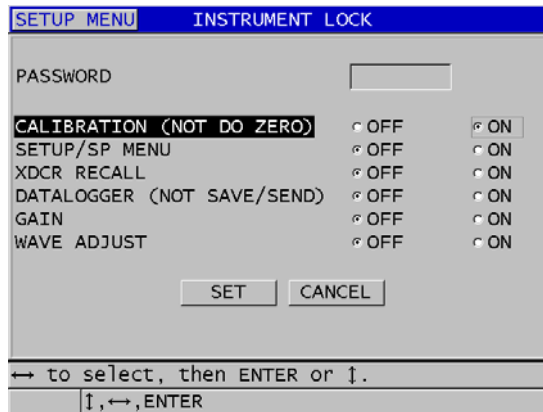 SETUP MENU INSTRUMENT LOCK
PASSWORD
CALIBRATION (NOT DO ZERO) OFF ON
SETUP/SP MENU OFF ON
XDCR RECALL OFF ON
DATALOGGER (NOT SAVE/SEND) OFF ON
GAIN OFF ON
WAVE ADJUST OFF ON
SET CANCEL
↔ to select, then ENTER or ↕.
↕,↔,ENTER